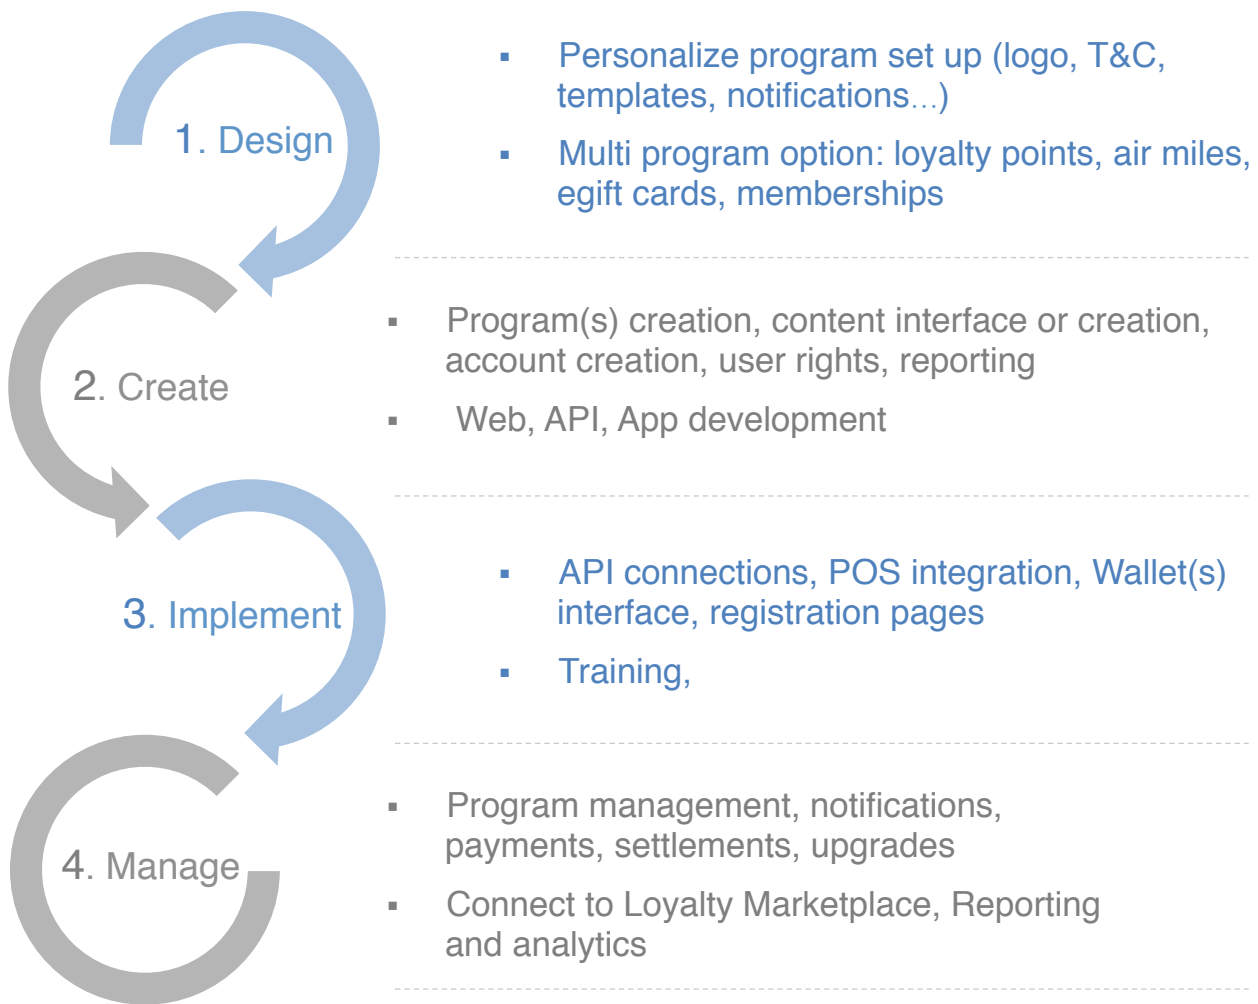 1. Design
▪ Personalize program set up (logo, T&C,
templates, notifications...)
▪ Multi program option: loyalty points, air miles,
egift cards, memberships
2. Create
▪ Program(s) creation, content interface or creation,
account creation, user rights, reporting
▪ Web, API, App development
3. Implement
▪ API connections, POS integration, Wallet(s)
interface, registration pages
▪ Training,
4. Manage
▪ Program management, notifications,
payments, settlements, upgrades
▪ Connect to Loyalty Marketplace, Reporting
and analytics